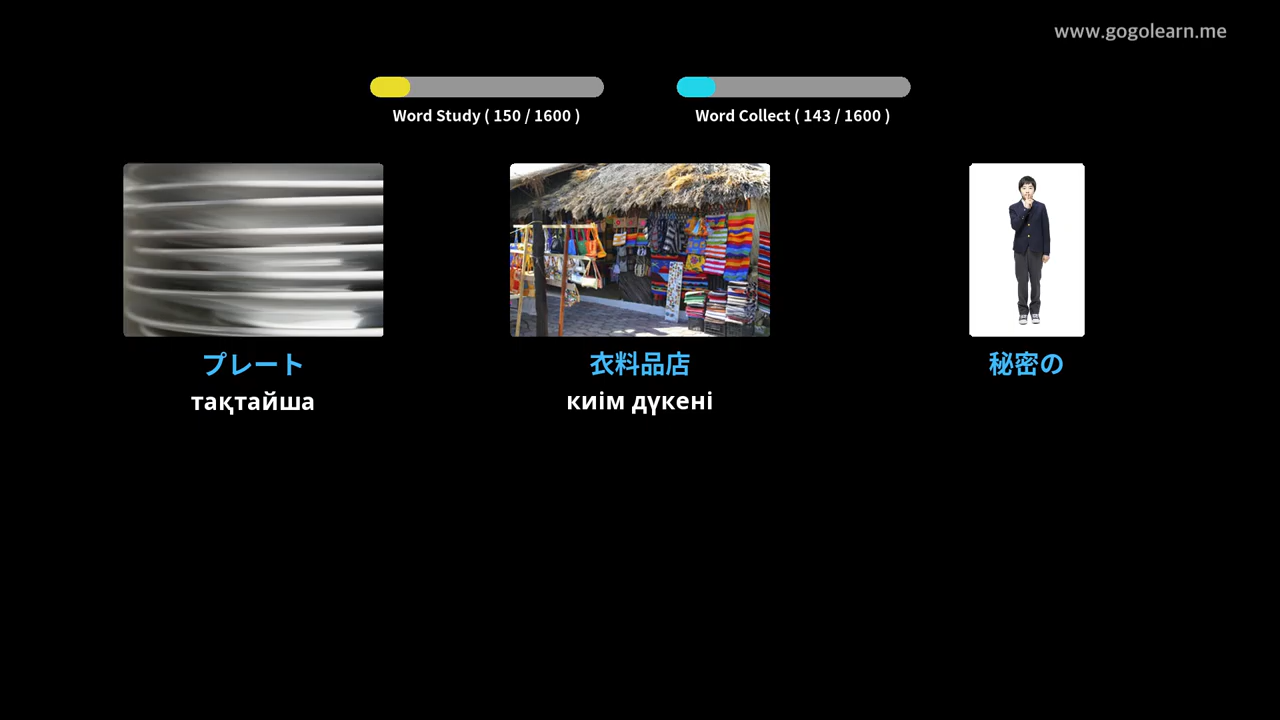 www.gogolearn.me
Word Study ( 150 / 1600 )
Word Collect ( 143 / 1600 )
プレート
тақтайша
衣料品店
киім дүкені
秘密の